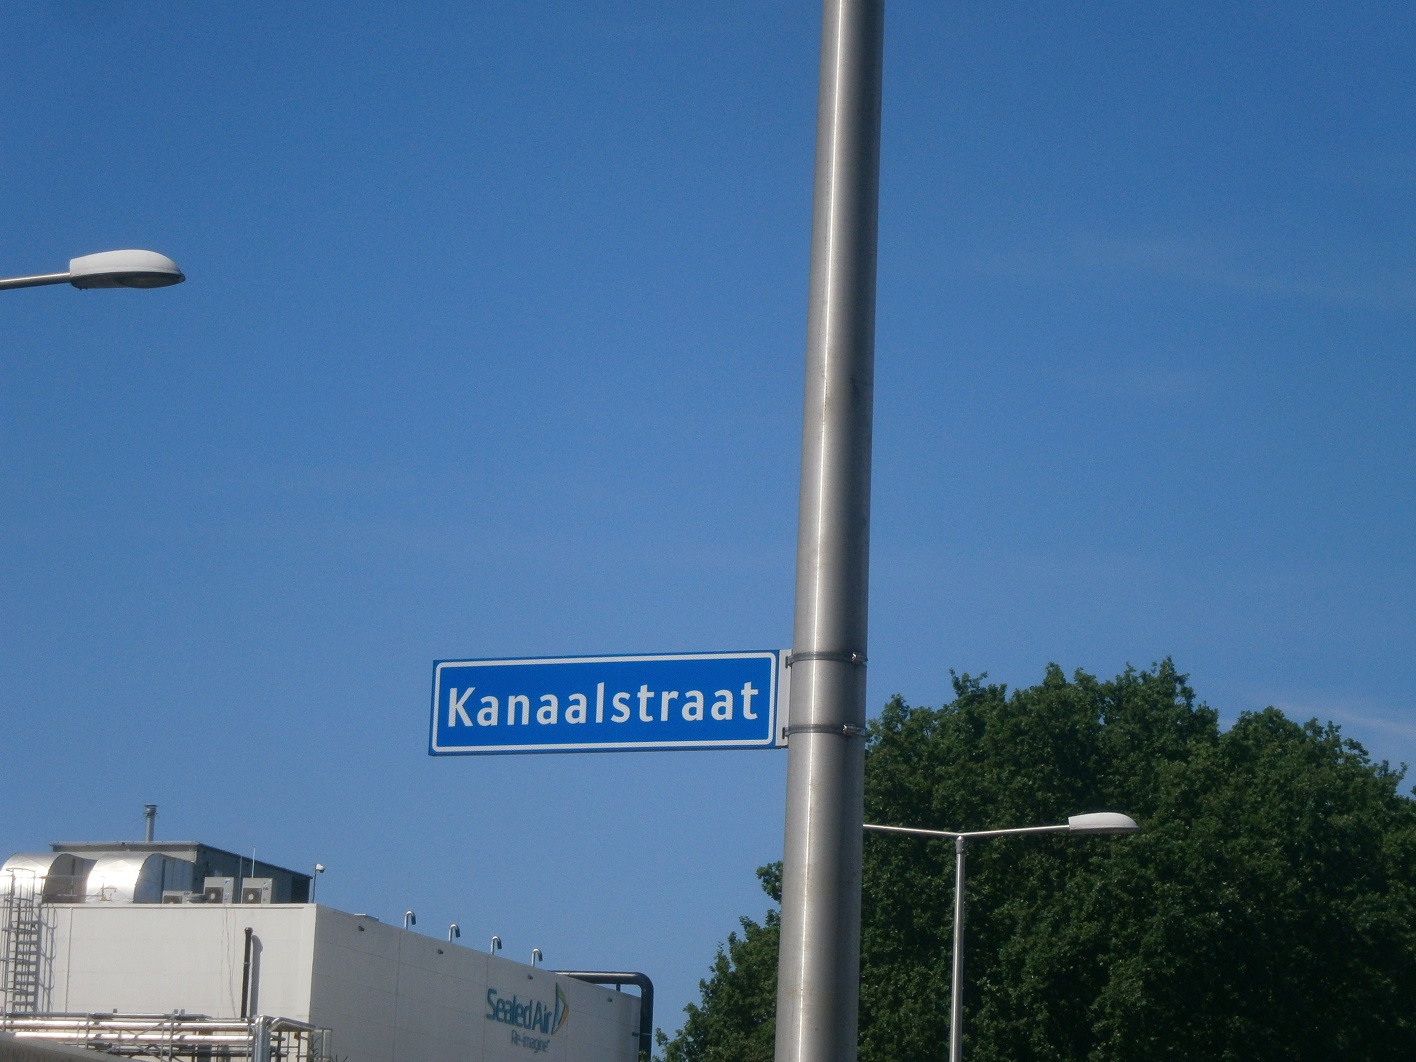 Kanaalstraat
Sealed Air
Re-imagine